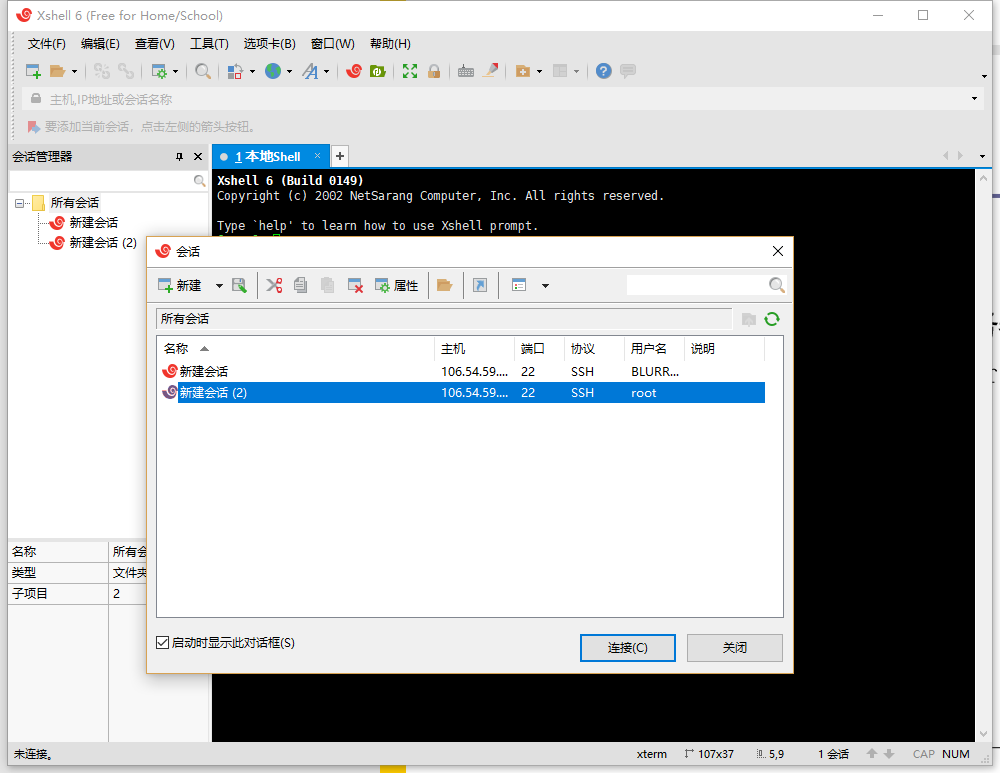 Xshell 6 (Free for Home/School)
文件(F) 编辑(E) 查看(V) 工具(T) 选项卡(B) 窗口(W) 帮助(H)
主机,IP地址或会话名称
要添加当前会话，点击左侧的箭头按钮。
会话管理器
1 本地Shell
所有会话
新建会话
新建会话 (2)
Xshell 6 (Build 0149)
Copyright (c) 2002 NetSarang Computer, Inc. All rights reserved.
Type `help' to learn how to use Xshell prompt.
会话
新建 属性
所有会话
名称 主机 端口 协议 用户名 说明
新建会话 106.54.59.... 22 SSH BLURR...
新建会话 (2) 106.54.59.... 22 SSH root
启动时显示此对话框(S)
连接(C) 关闭
名称 所有会
类型 文件夹
子项目 2
未连接。 xterm 107x37 5,9 1 会话 CAP NUM